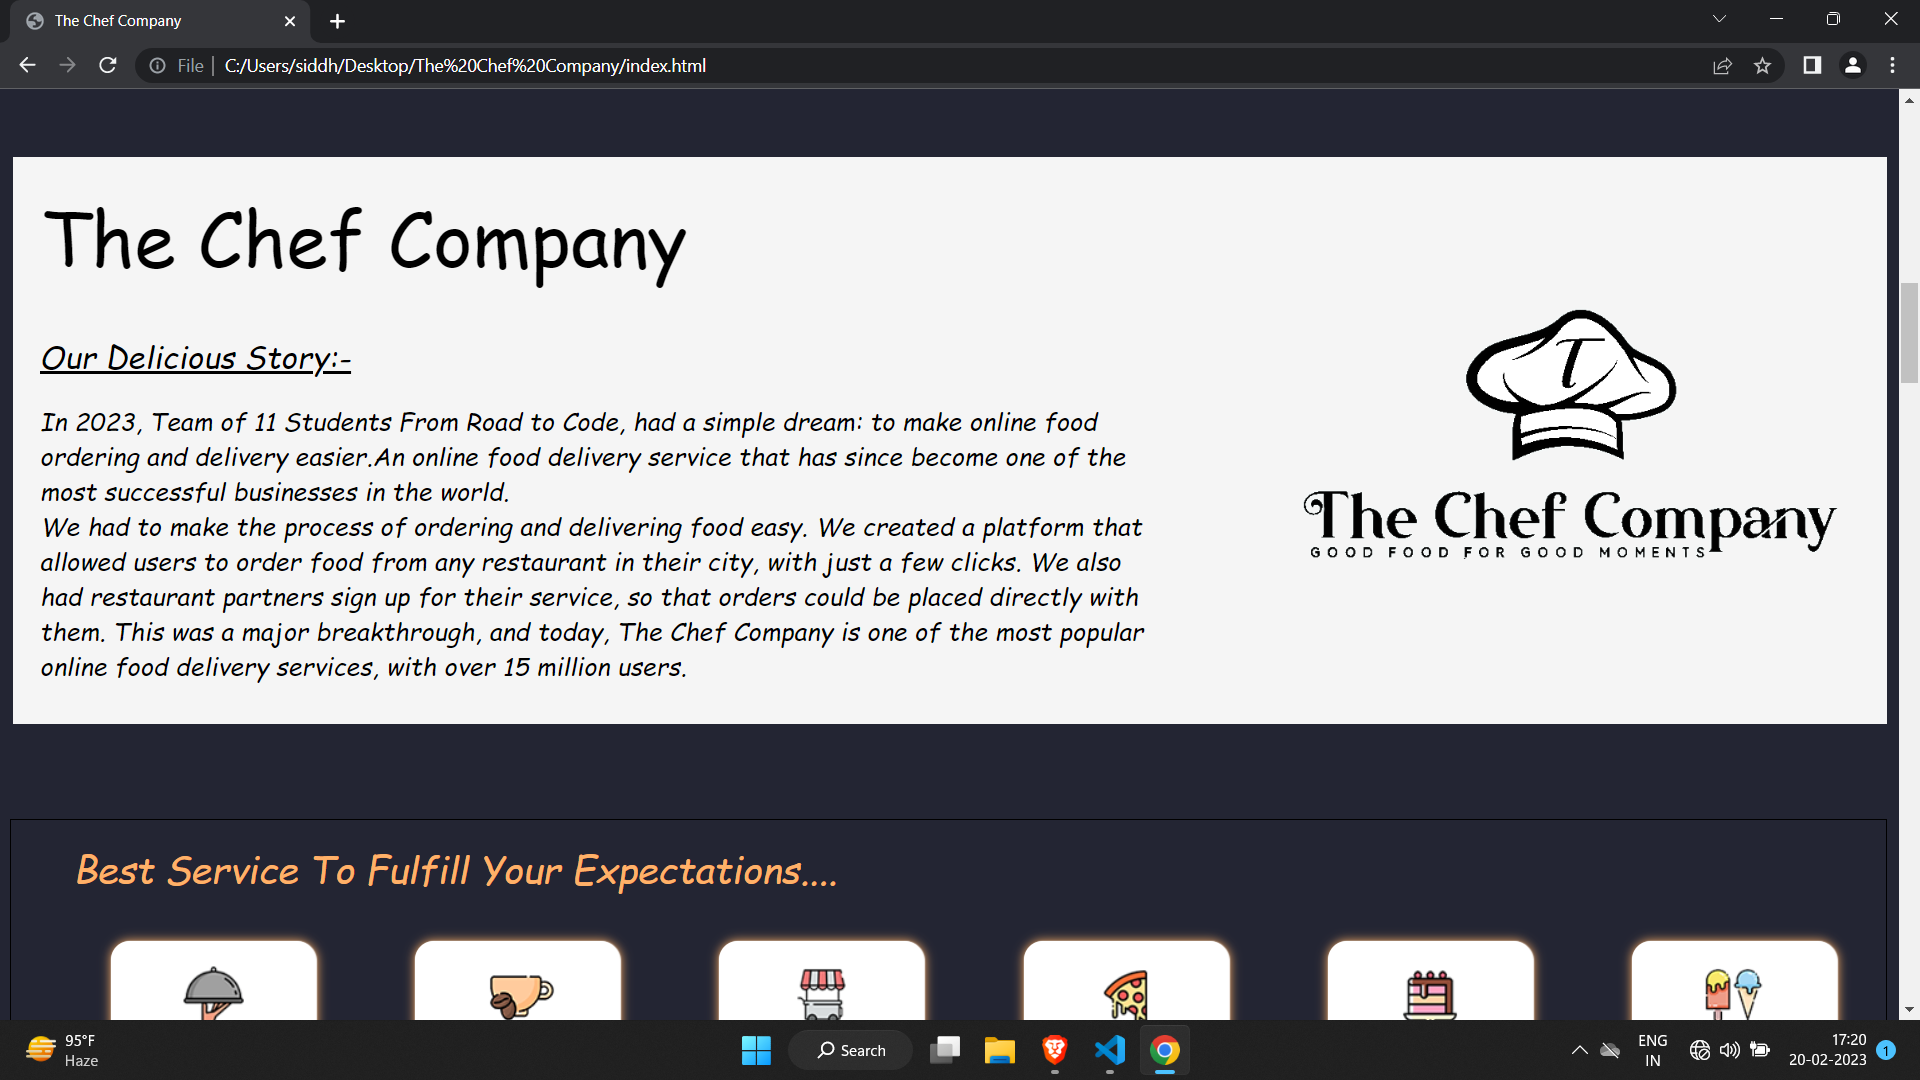 The Chef Company
File
C:/Users/siddh/Desktop/The%20Chef%20Company/index.html
The Chef Company
Our Delicious Story:-
In 2023, Team of 11 Students From Road to Code, had a simple dream: to make online food
ordering and delivery easier.An online food delivery service that has since become one of the
most successful businesses in the world.
We had to make the process of ordering and delivering food easy. We created a platform that
allowed users to order food from any restaurant in their city, with just a few clicks. We also
had restaurant partners sign up for their service, so that orders could be placed directly with
them. This was a major breakthrough, and today, The Chef Company is one of the most popular
online food delivery services, with over 15 million users.
T
The Chef Company
GOOD FOOD FOR GOOD MOMENTS
Best Service To Fulfill Your Expectations....
95°F
Haze
Search
ENG
IN
17:20
20-02-2023
1